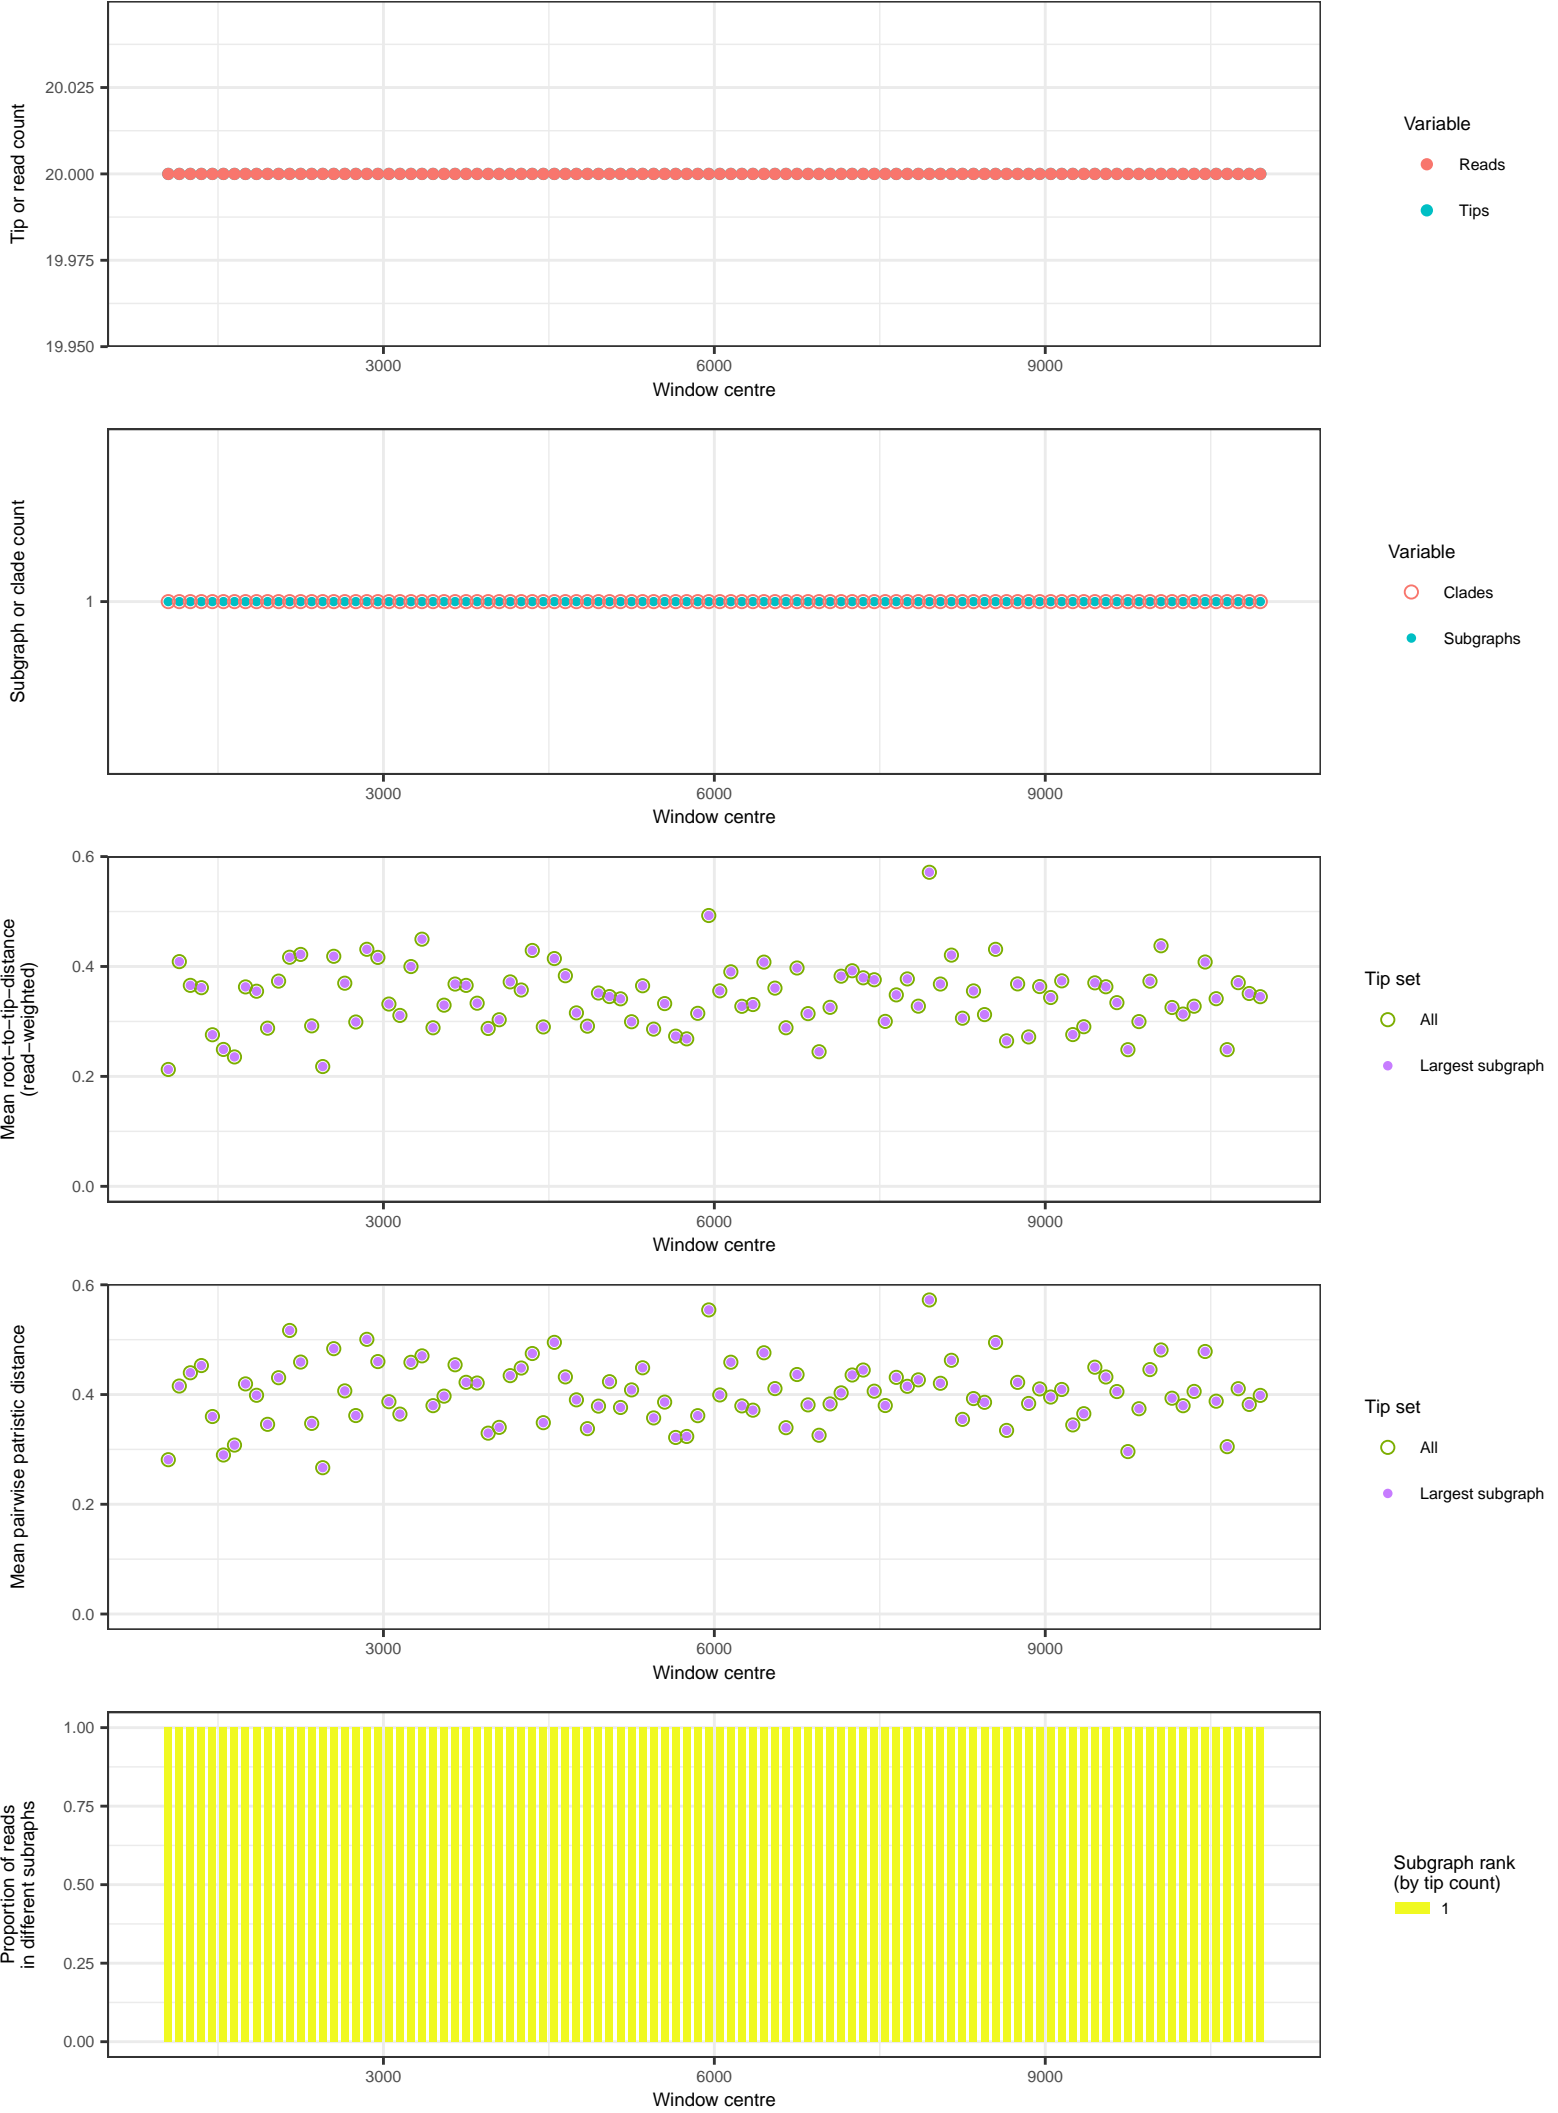 20.025
20.000
19.975
19.950
Tip or read count
3000 6000 9000
Window centre
Variable
Reads
Tips
1
Subgraph or clade count
3000 6000 9000
Window centre
Variable
Clades
Subgraphs
0.6
0.4
0.2
0.0
Mean root−to−tip−distance
(read−weighted)
3000 6000 9000
Window centre
Tip set
All
Largest subgraph
0.6
0.4
0.2
0.0
Mean pairwise patristic distance
3000 6000 9000
Window centre
Tip set
All
Largest subgraph
1.00
0.75
0.50
0.25
0.00
Proportion of reads
in different subraphs
3000 6000 9000
Window centre
Subgraph rank
(by tip count)
1